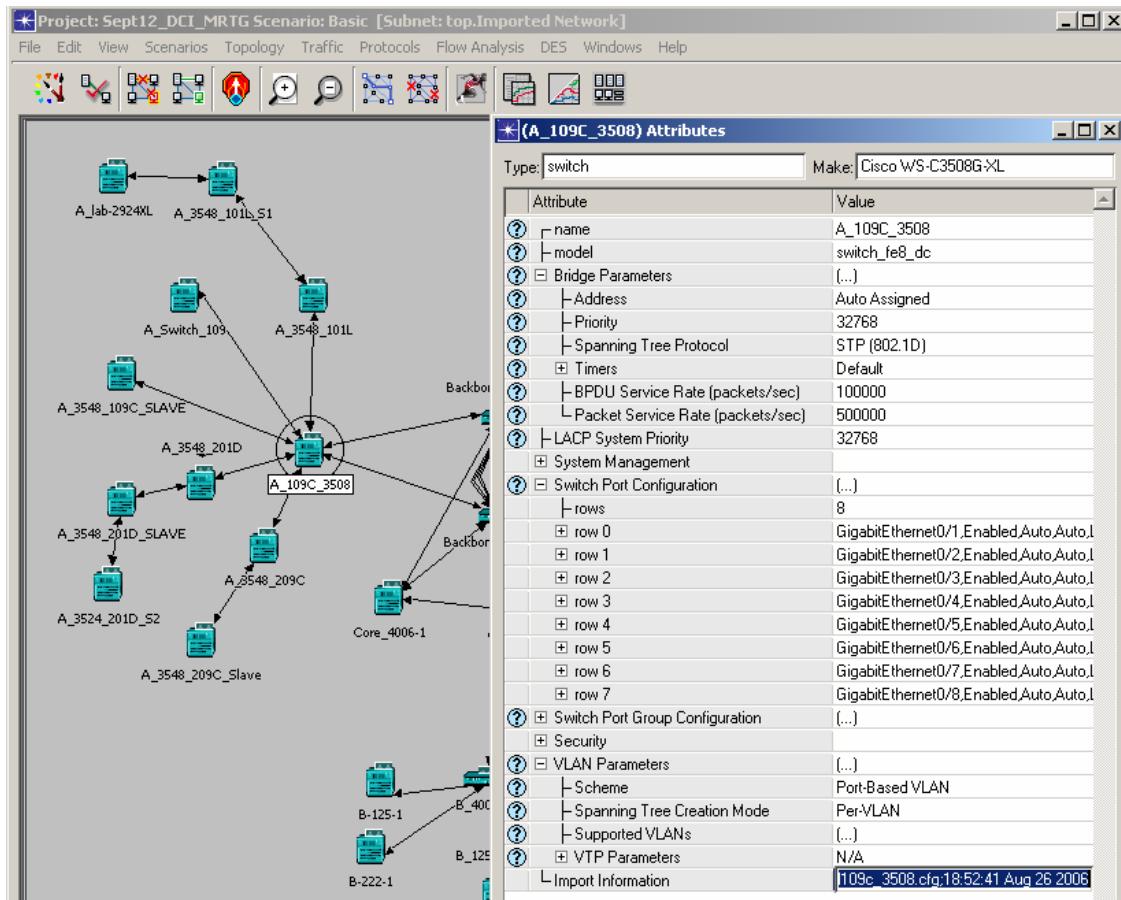 Project: Sept12_DCI_MRTG Scenario: Basic [Subnet: top.Imported Network]
File Edit View Scenarios Topology Traffic Protocols Flow Analysis DES Windows Help
A_lab-2924XL
A_3548_101L_S1
A_Switch_109
A_3548_101L
A_3548_109C_SLAVE
A_3548_201D
A_109C_3508
A_3548_201D_SLAVE
A_3548_209C
A_3524_201D_S2
A_3548_209C_Slave
Core_4006-1
B-125-1
B-222-1
(A_109C_3508) Attributes
Type: switch Make: Cisco WS-C3508G-XL
Attribute Value
name A_109C_3508
model switch_fe8_dc
Bridge Parameters (...)
Address Auto Assigned
Priority 32768
Spanning Tree Protocol STP (802.1D)
Timers Default
BPDU Service Rate (packets/sec) 100000
Packet Service Rate (packets/sec) 500000
LACP System Priority 32768
System Management
Switch Port Configuration (...)
rows 8
row 0 GigabitEthernet0/1,Enabled,Auto,Auto,
row 1 GigabitEthernet0/2,Enabled,Auto,Auto,
row 2 GigabitEthernet0/3,Enabled,Auto,Auto,
row 3 GigabitEthernet0/4,Enabled,Auto,Auto,
row 4 GigabitEthernet0/5,Enabled,Auto,Auto,
row 5 GigabitEthernet0/6,Enabled,Auto,Auto,
row 6 GigabitEthernet0/7,Enabled,Auto,Auto,
row 7 GigabitEthernet0/8,Enabled,Auto,Auto,
Switch Port Group Configuration (...)
Security
VLAN Parameters (...)
Scheme Port-Based VLAN
Spanning Tree Creation Mode Per-VLAN
Supported VLANs (...)
VTP Parameters N/A
Import Information 109c_3508.cfg;18:52:41 Aug 26 2006